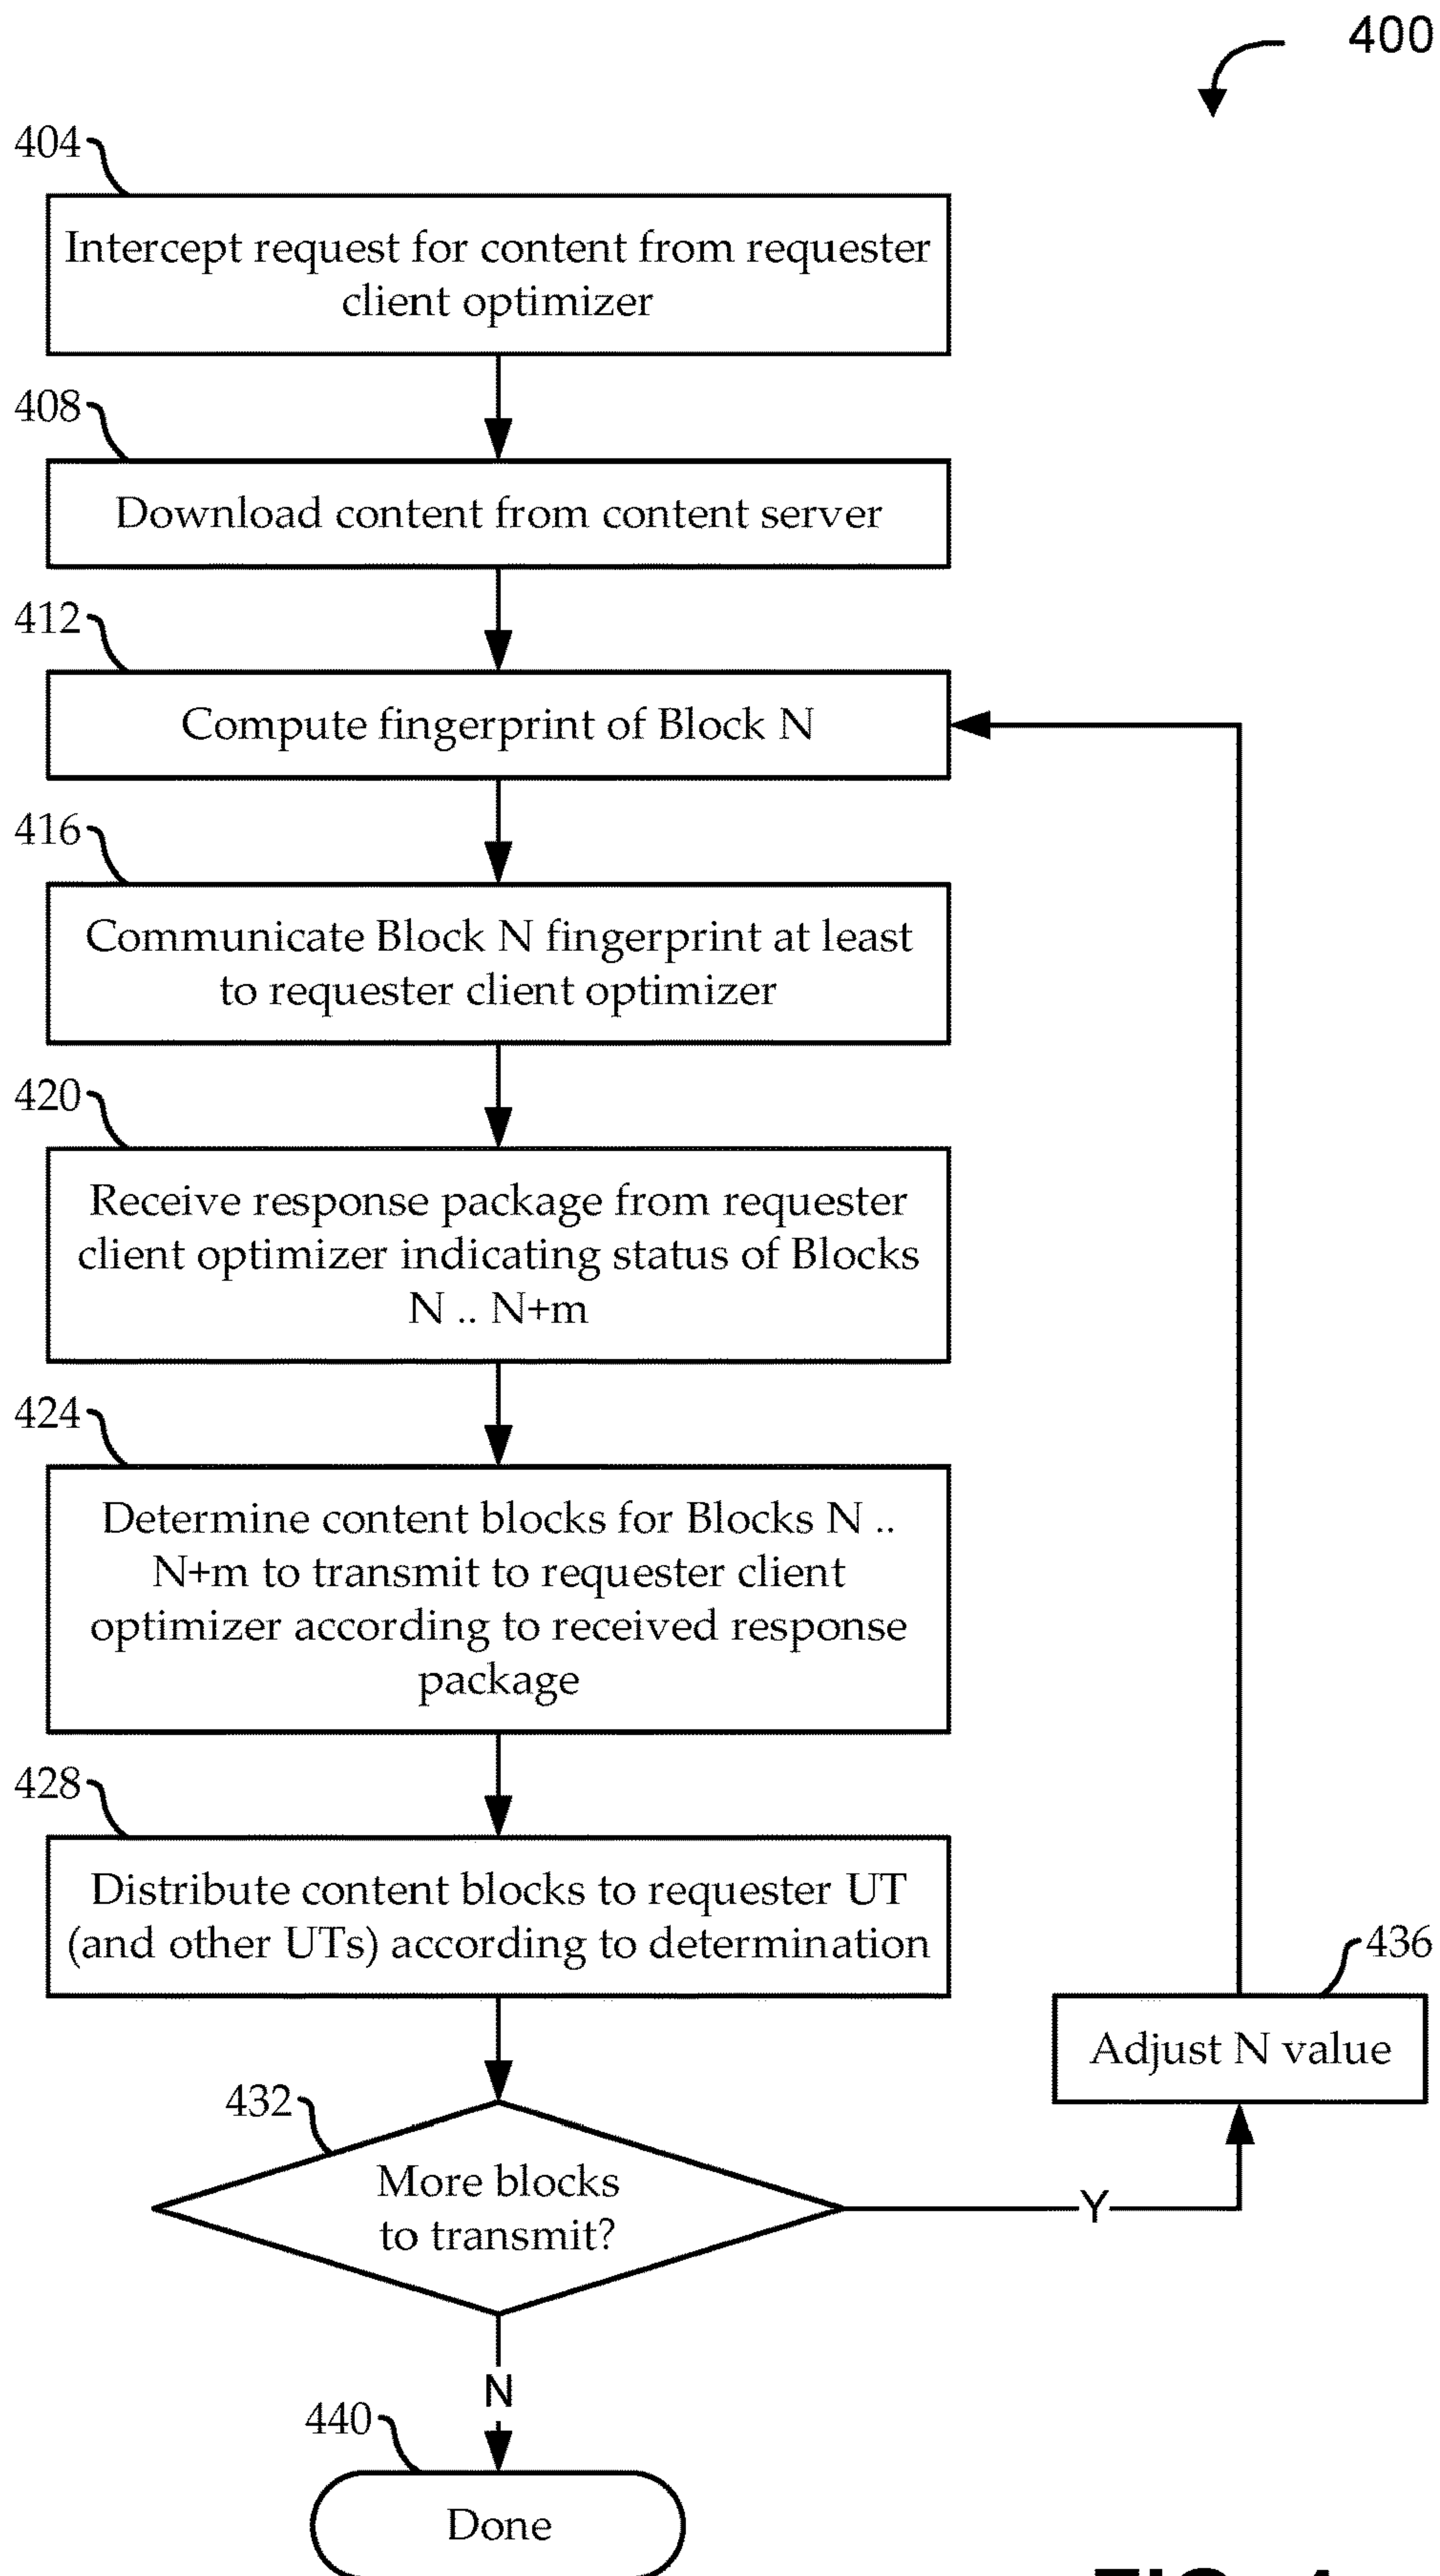 400
404
Intercept request for content from requester
client optimizer
408
Download content from content server
412
Compute fingerprint of Block N
416
Communicate Block N fingerprint at least
to requester client optimizer
420
Receive response package from requester
client optimizer indicating status of Blocks
N .. N+m
424
Determine content blocks for Blocks N ..
N+m to transmit to requester client
optimizer according to received response
package
428
Distribute content blocks to requester UT
(and other UTs) according to determination
436
Adjust N value
432
More blocks
to transmit?
Y
N
440
Done